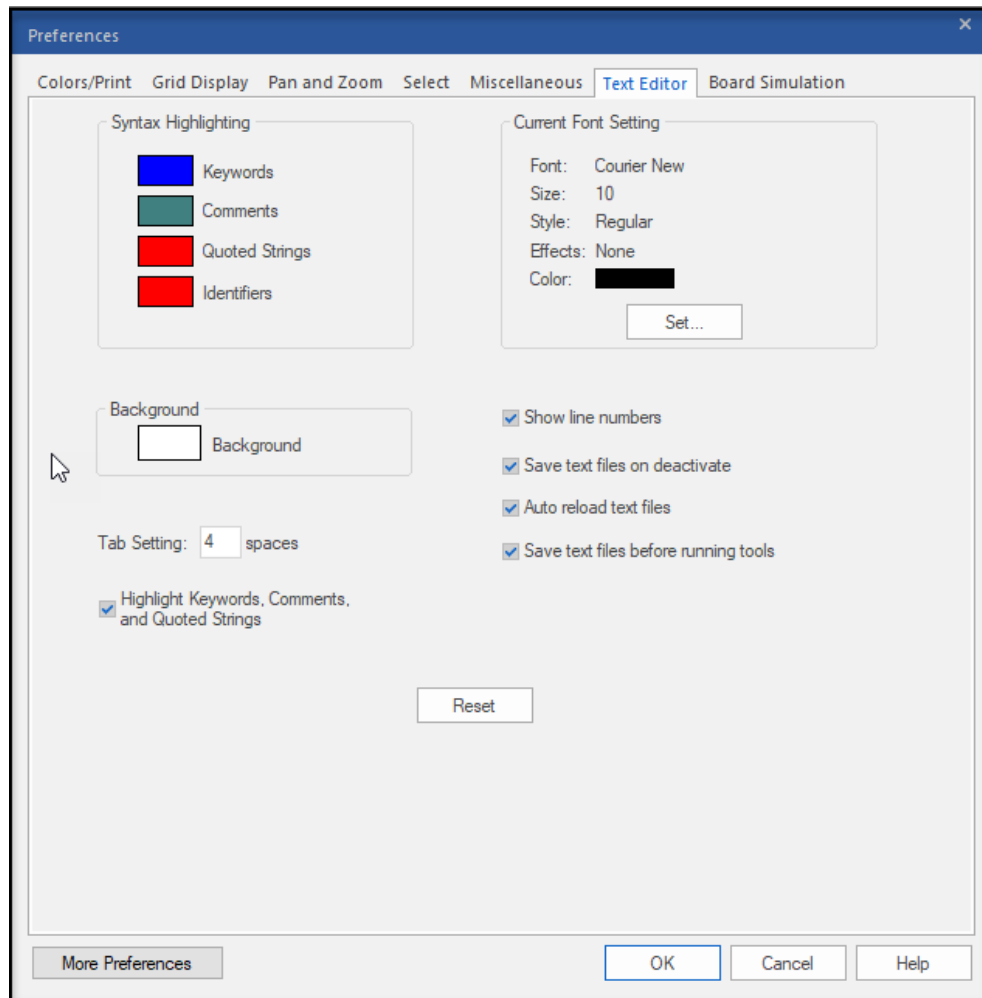 Preferences
Colors/Print Grid Display Pan and Zoom Select Miscellaneous Text Editor Board Simulation
Syntax Highlighting
Keywords
Comments
Quoted Strings
Identifiers
Current Font Setting
Font: Courier New
Size: 10
Style: Regular
Effects: None
Color:
Set...
Background
Background
Tab Setting: 4 spaces
Highlight Keywords, Comments,
and Quoted Strings
Show line numbers
Save text files on deactivate
Auto reload text files
Save text files before running tools
Reset
More Preferences OK Cancel Help